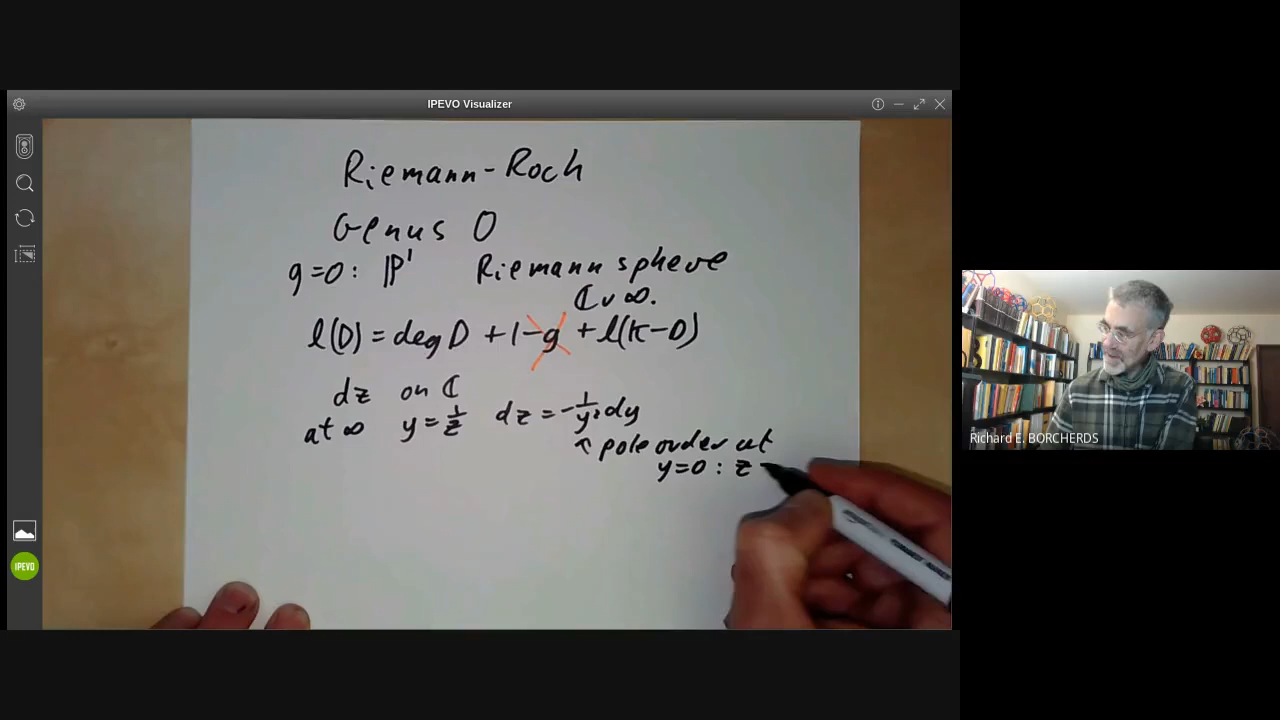 IPEVO Visualizer
Riemann-Roch
Genus 0
g=0: ℙ¹ Riemann sphere
ℂ ∪ ∞.
l(D) = deg D + 1 - g + l(K-D)
dz on ℂ
at ∞ y = 1/z dz = -1/y² dy
↑ pole order at
y=0 : z
IPEVO
Richard E. BORCHERDS